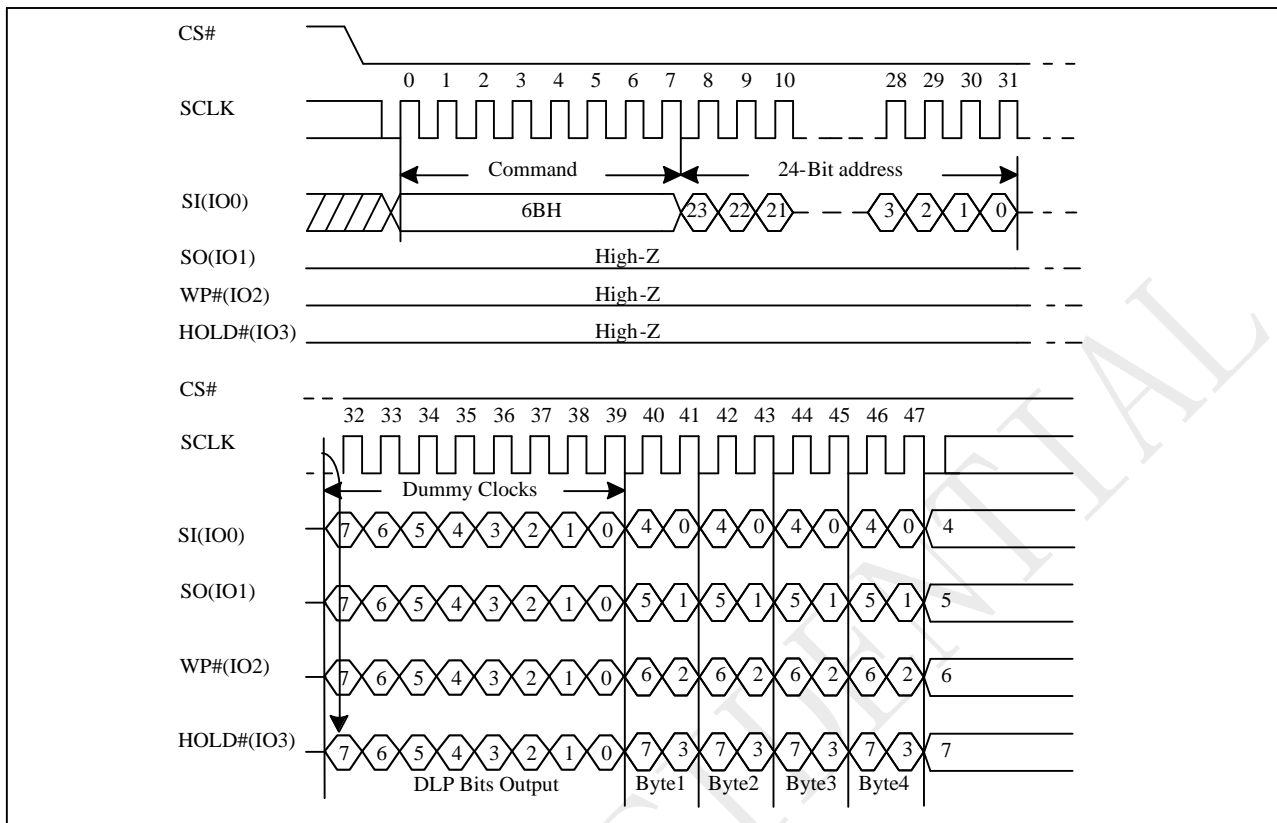 CS#
0 1 2 3 4 5 6 7 8 9 10 28 29 30 31
SCLK
Command 24-Bit address
SI(IO0) 6BH 23 22 21 3 2 1 0
SO(IO1) High-Z
WP#(IO2) High-Z
HOLD#(IO3) High-Z
CS#
32 33 34 35 36 37 38 39 40 41 42 43 44 45 46 47
SCLK
Dummy Clocks
SI(IO0) 7 6 5 4 3 2 1 0 4 0 4 0 4 0 4 0 4
SO(IO1) 7 6 5 4 3 2 1 0 5 1 5 1 5 1 5 1 5
WP#(IO2) 7 6 5 4 3 2 1 0 6 2 6 2 6 2 6 2 6
HOLD#(IO3) 7 6 5 4 3 2 1 0 7 3 7 3 7 3 7 3 7
DLP Bits Output Byte1 Byte2 Byte3 Byte4